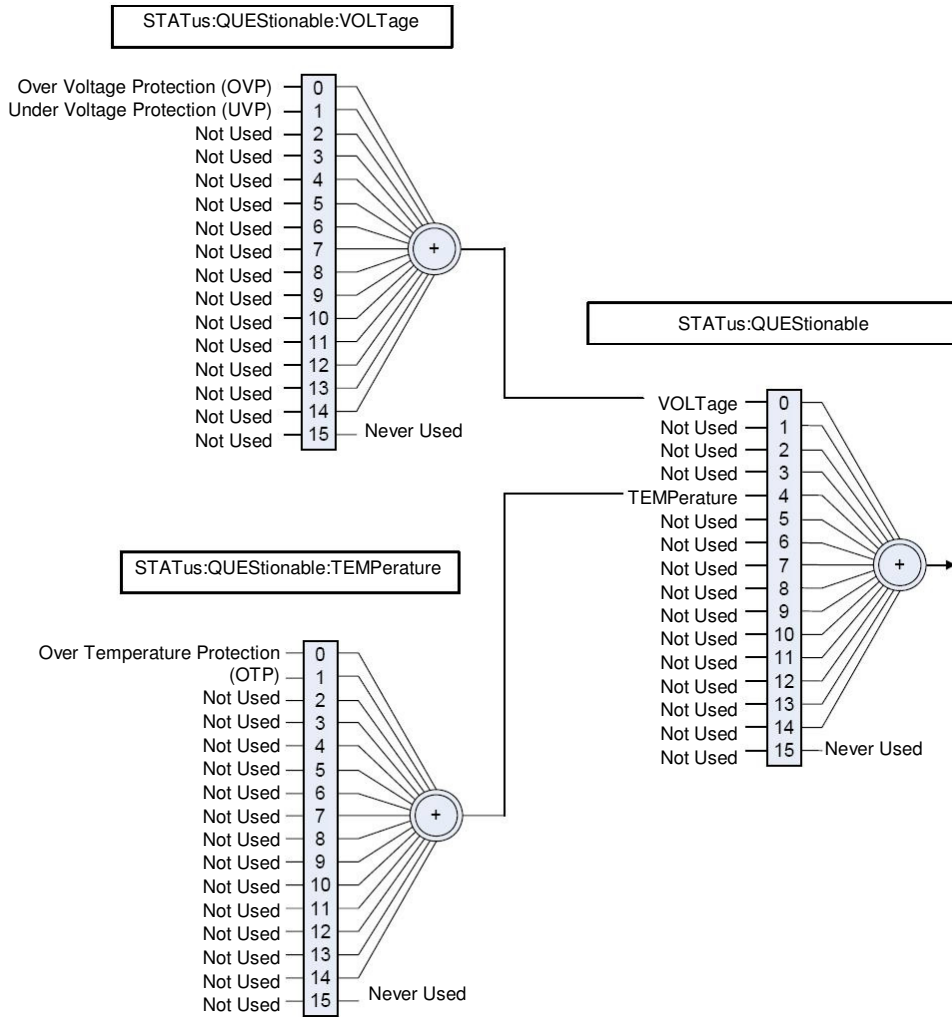 STATus:QUEStionable:VOLTage
Over Voltage Protection (OVP) 0
Under Voltage Protection (UVP) 1
Not Used 2
Not Used 3
Not Used 4
Not Used 5
Not Used 6
Not Used 7
Not Used 8
Not Used 9
Not Used 10
Not Used 11
Not Used 12
Not Used 13
Not Used 14
Not Used 15 Never Used
+
STATus:QUEStionable
VOLTage 0
Not Used 1
Not Used 2
Not Used 3
TEMPerature 4
Not Used 5
Not Used 6
Not Used 7
Not Used 8
Not Used 9
Not Used 10
Not Used 11
Not Used 12
Not Used 13
Not Used 14
Not Used 15 Never Used
+
STATus:QUEStionable:TEMPerature
Over Temperature Protection 0
(OTP) 1
Not Used 2
Not Used 3
Not Used 4
Not Used 5
Not Used 6
Not Used 7
Not Used 8
Not Used 9
Not Used 10
Not Used 11
Not Used 12
Not Used 13
Not Used 14
Not Used 15 Never Used
+